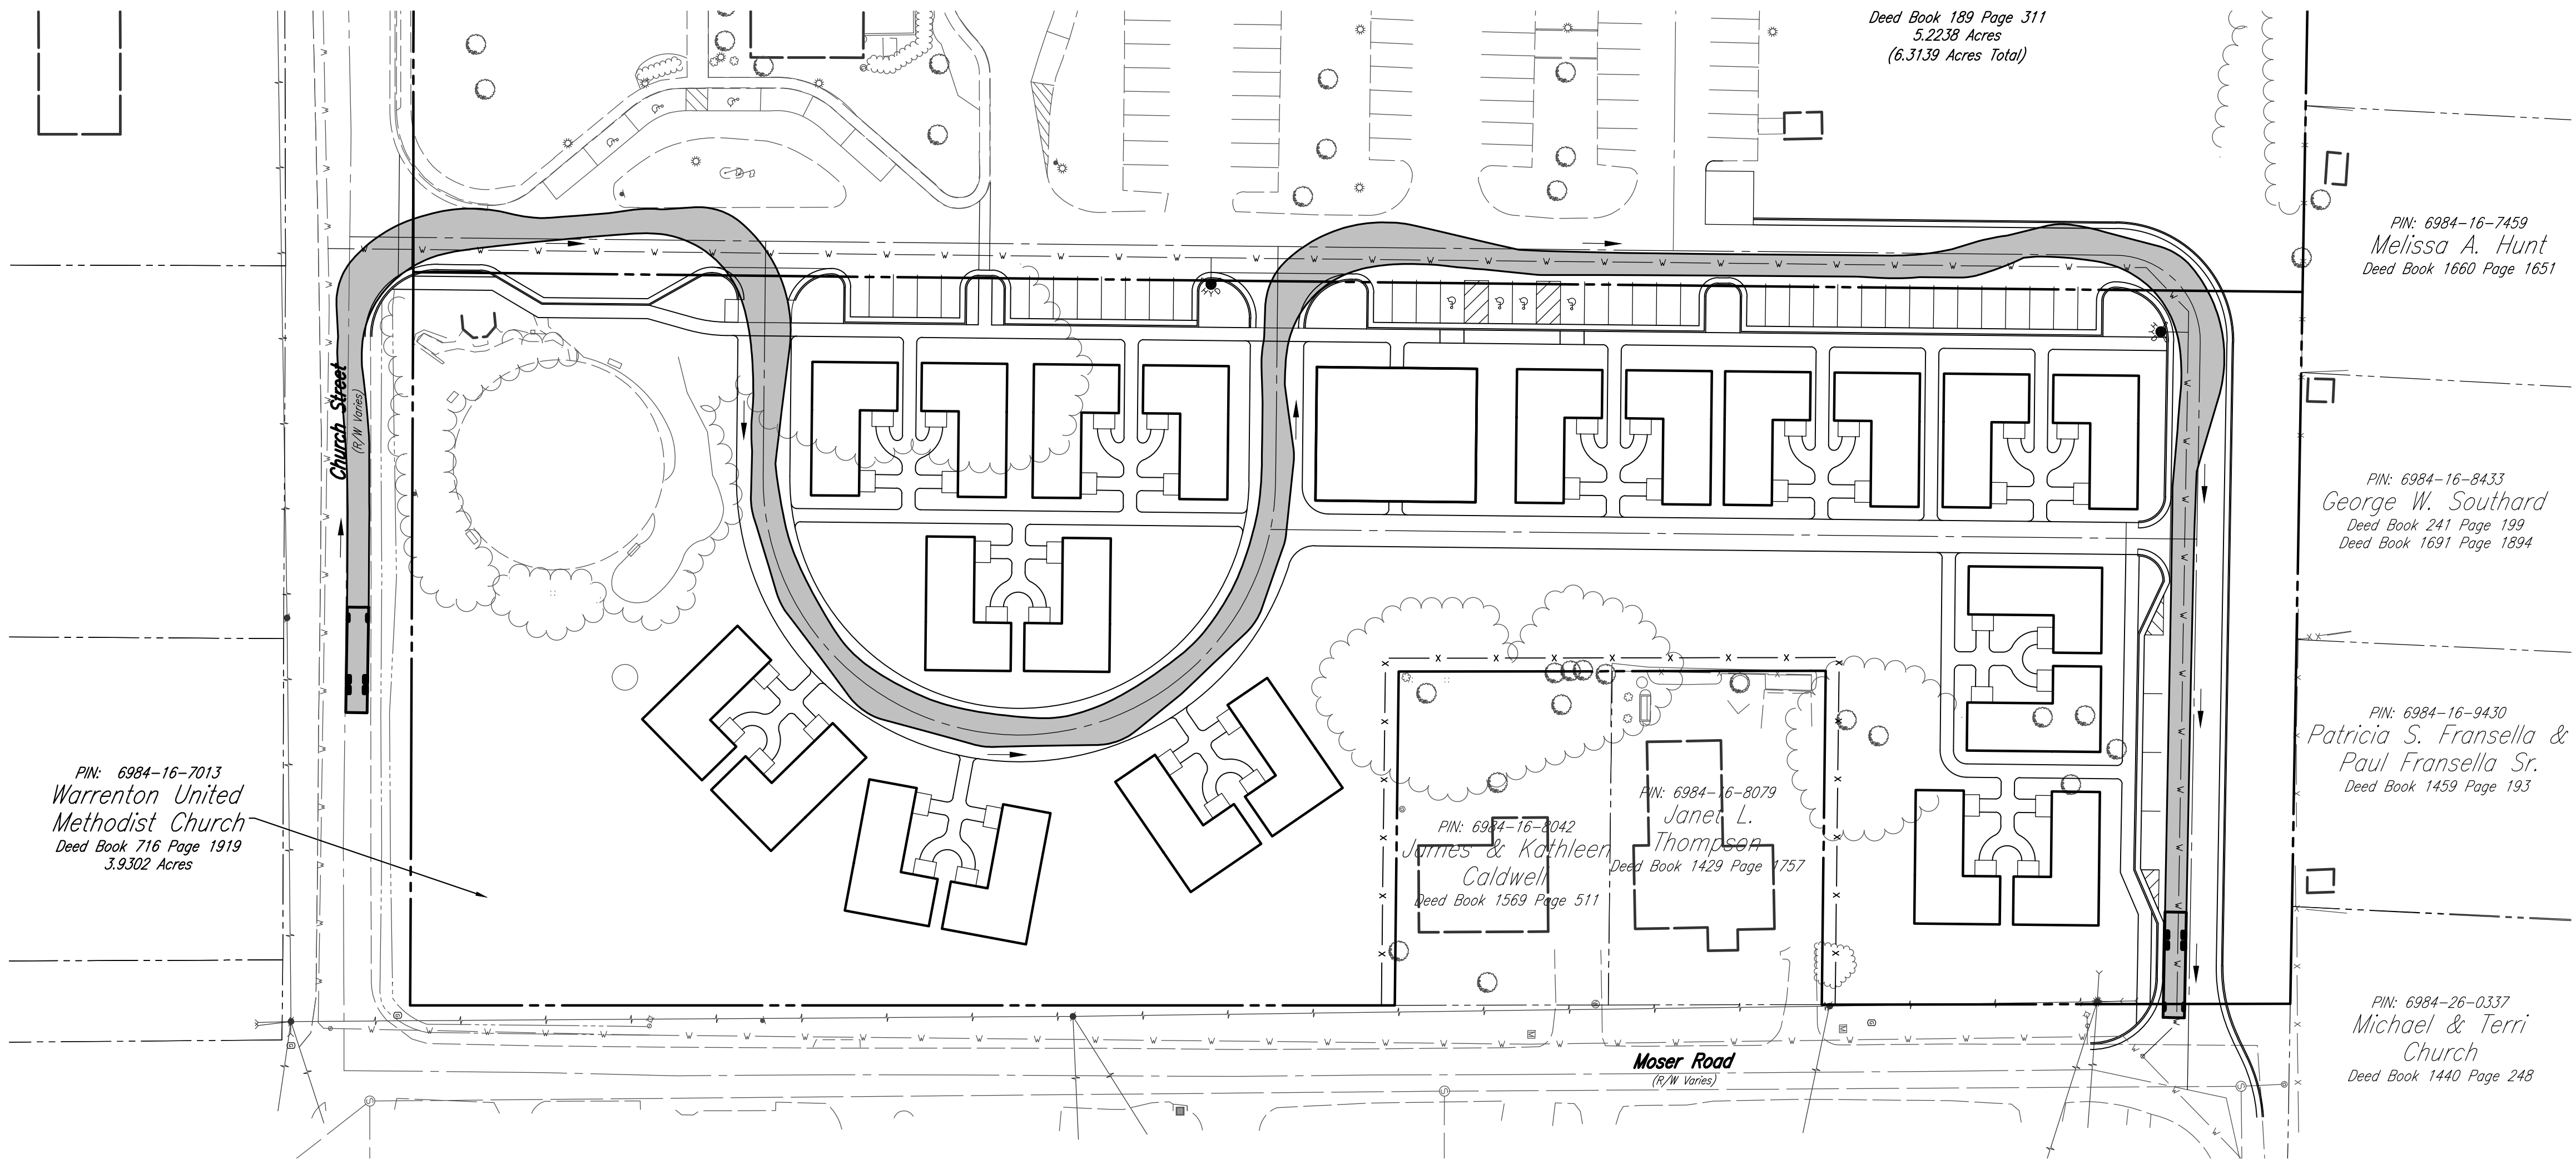 Deed Book 189 Page 311
5.2238 Acres
(6.3139 Acres Total)
PIN: 6984-16-7459
Melissa A. Hunt
Deed Book 1660 Page 1651
Church Street
(R/W Varies)
PIN: 6984-16-8433
George W. Southard
Deed Book 241 Page 199
Deed Book 1691 Page 1894
PIN: 6984-16-9430
Patricia S. Fransella &
Paul Fransella Sr.
Deed Book 1459 Page 193
PIN: 6984-16-7013
Warrenton United
Methodist Church
Deed Book 716 Page 1919
3.9302 Acres
PIN: 6984-16-8042
James & Kathleen
Caldwell
Deed Book 1569 Page 511
PIN: 6984-16-8079
Janet L.
Thompson
Deed Book 1429 Page 1757
PIN: 6984-26-0337
Michael & Terri
Church
Deed Book 1440 Page 248
Moser Road
(R/W Varies)